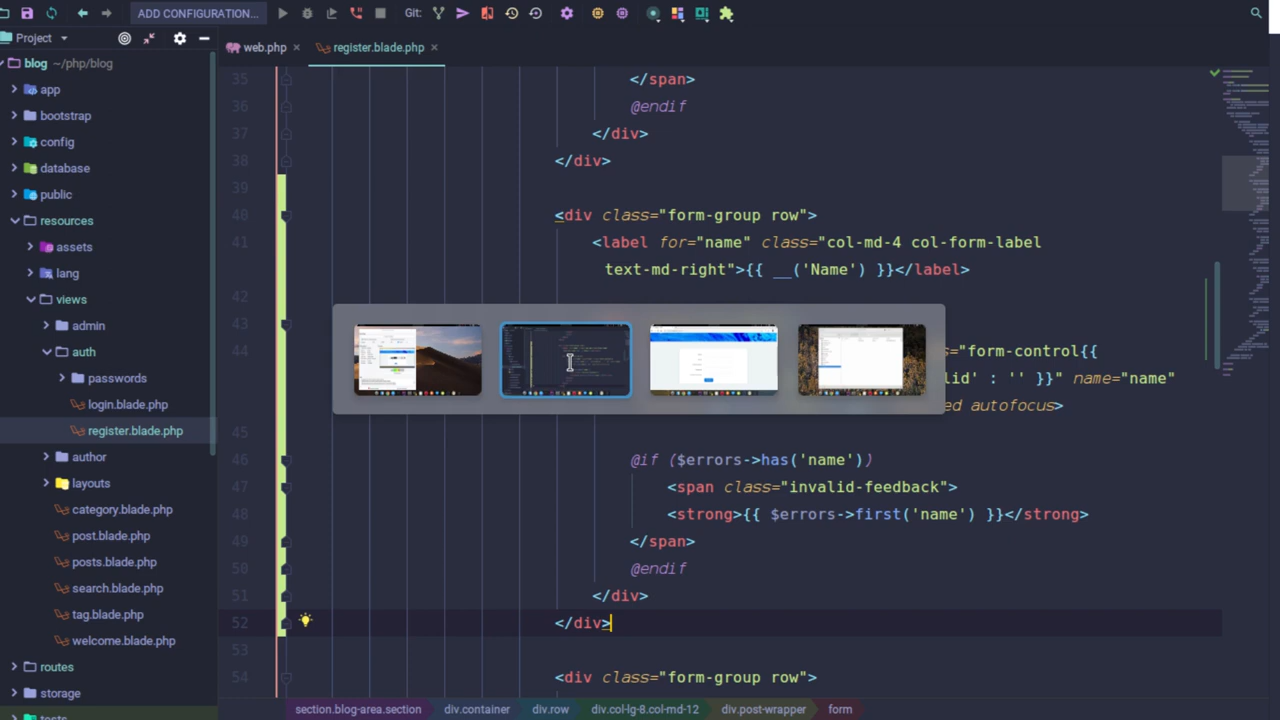 ADD CONFIGURATION...
Git:
Project
web.php
register.blade.php
blog ~/php/blog
app
bootstrap
config
database
public
resources
assets
lang
views
admin
auth
passwords
login.blade.php
register.blade.php
author
layouts
category.blade.php
post.blade.php
posts.blade.php
search.blade.php
tag.blade.php
welcome.blade.php
routes
storage
tests
35 </span>
36 @endif
37 </div>
38 </div>
39
40 <div class="form-group row">
41 <label for="name" class="col-md-4 col-form-label
text-md-right">{{ __('Name') }}</label>
42
43
44 ="form-control{{
lid' : '' }}" name="name"
ed autofocus>
45
46 @if ($errors->has('name'))
47 <span class="invalid-feedback">
48 <strong>{{ $errors->first('name') }}</strong>
49 </span>
50 @endif
51 </div>
52 </div>
53
54 <div class="form-group row">
section.blog-area.section div.container div.row div.col-lg-8.col-md-12 div.post-wrapper form